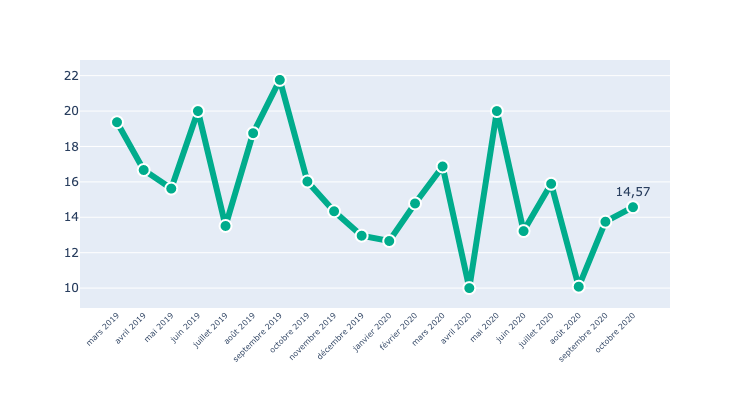 22
20
18
16
14
12
10
14,57
mars 2019
avril 2019
mai 2019
juin 2019
juillet 2019
août 2019
septembre 2019
octobre 2019
novembre 2019
décembre 2019
janvier 2020
février 2020
mars 2020
avril 2020
mai 2020
juin 2020
juillet 2020
août 2020
septembre 2020
octobre 2020